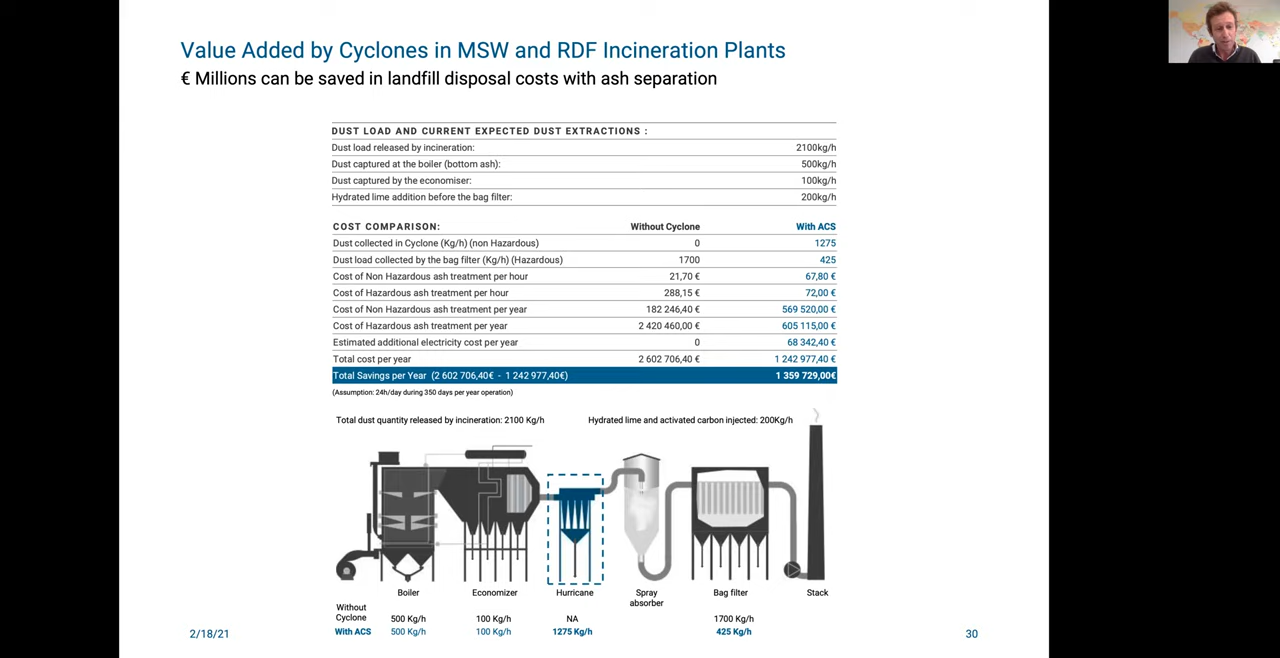 Value Added by Cyclones in MSW and RDF Incineration Plants
€ Millions can be saved in landfill disposal costs with ash separation
DUST LOAD AND CURRENT EXPECTED DUST EXTRACTIONS :
Dust load released by incineration: 2100kg/h
Dust captured at the boiler (bottom ash): 500kg/h
Dust captured by the economiser: 100kg/h
Hydrated lime addition before the bag filter: 200kg/h
COST COMPARISON: Without Cyclone With ACS
Dust collected in Cyclone (Kg/h) (non Hazardous) 0 1275
Dust load collected by the bag filter (Kg/h) (Hazardous) 1700 425
Cost of Non Hazardous ash treatment per hour 21,70 € 67,80 €
Cost of Hazardous ash treatment per hour 288,15 € 72,00 €
Cost of Non Hazardous ash treatment per year 182 246,40 € 569 520,00 €
Cost of Hazardous ash treatment per year 2 420 460,00 € 605 115,00 €
Estimated additional electricity cost per year 0 68 342,40 €
Total cost per year 2 602 706,40 € 1 242 977,40 €
Total Savings per Year (2 602 706,40€ - 1 242 977,40€) 1 359 729,00€
(Assumption: 24h/day during 350 days per year operation)
Total dust quantity released by incineration: 2100 Kg/h Hydrated lime and activated carbon injected: 200Kg/h
Boiler Economizer Hurricane Spray absorber Bag filter Stack
Without Cyclone 500 Kg/h 100 Kg/h NA 1700 Kg/h
With ACS 500 Kg/h 100 Kg/h 1275 Kg/h 425 Kg/h
2/18/21 30